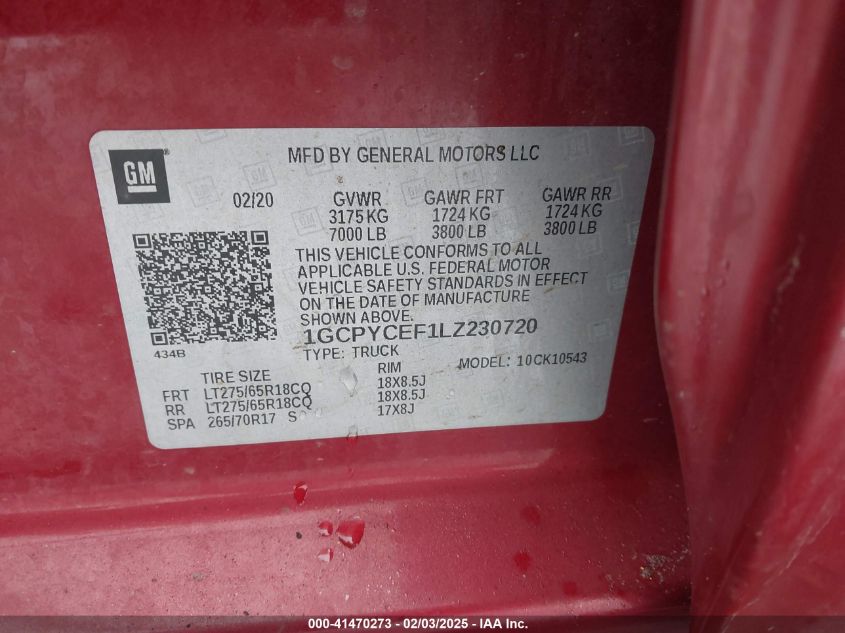 GM
MFD BY GENERAL MOTORS LLC
02/20 GVWR GAWR FRT GAWR RR
3175 KG 1724 KG 1724 KG
7000 LB 3800 LB 3800 LB
THIS VEHICLE CONFORMS TO ALL
APPLICABLE U.S. FEDERAL MOTOR
VEHICLE SAFETY STANDARDS IN EFFECT
ON THE DATE OF MANUFACTURE
SHOWN ABOVE.
434B
1GCPYCEF1LZ230720
TYPE: TRUCK MODEL: 10CK10543
TIRE SIZE RIM
FRT LT275/65R18CQ 18X8.5J
RR LT275/65R18CQ 18X8.5J
SPA 265/70R17 17X8J
000-41470273 - 02/03/2025 - IAAI Inc.